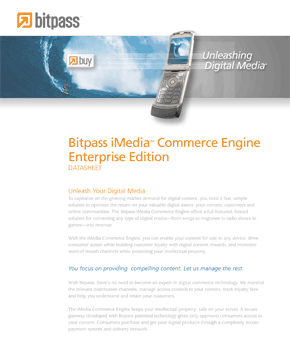 bitpass
buy
Unleashing
Digital Media
Bitpass iMedia™ Commerce Engine
Enterprise Edition
DATASHEET
Unleash Your Digital Media
To capitalize on the growing market demand for digital content, you need a fast, simple
solution to optimize the return on your valuable digital assets: your content, customers and
online communities. The Bitpass iMedia Commerce Engine offers a full-featured, hosted
solution for converting any type of digital media—from songs to ringtones to radio shows to
games—into revenue.
With the iMedia Commerce Engine, you can enable your content for sale on any device, drive
consumer action while building customer loyalty with digital content rewards, and
word-of-mouth channels while protecting your intellectual property.
You focus on providing compelling content. Let us manage the rest.
With Bitpass, there's no need to become an expert in digital commerce technology. We
the relevant distribution channels, manage access control to your content, track royalty fees
and help you understand and retain your customers.
The iMedia Commerce Engine keeps your intellectual property safe on your server. A secure
gateway developed with Bitpass patented technology gives only approved consumers access to
your content. Consumers purchase and get your digital products through a completely secure
payment system and delivery network.